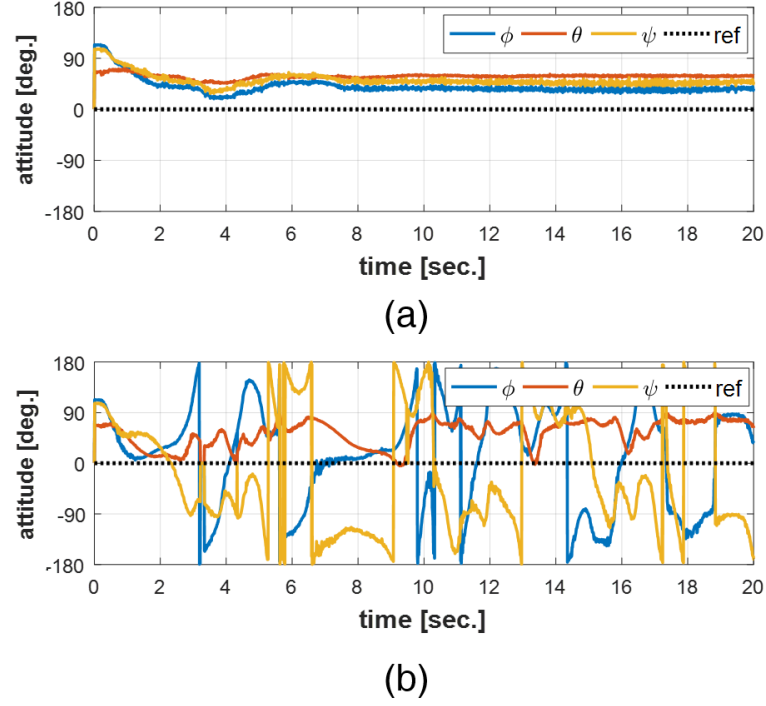 180
90
0
-90
-180
attitude [deg.]
ϕ θ ψ ref
0 2 4 6 8 10 12 14 16 18 20
time [sec.]
(a)
180
90
0
-90
-180
attitude [deg.]
ϕ θ ψ ref
0 2 4 6 8 10 12 14 16 18 20
time [sec.]
(b)